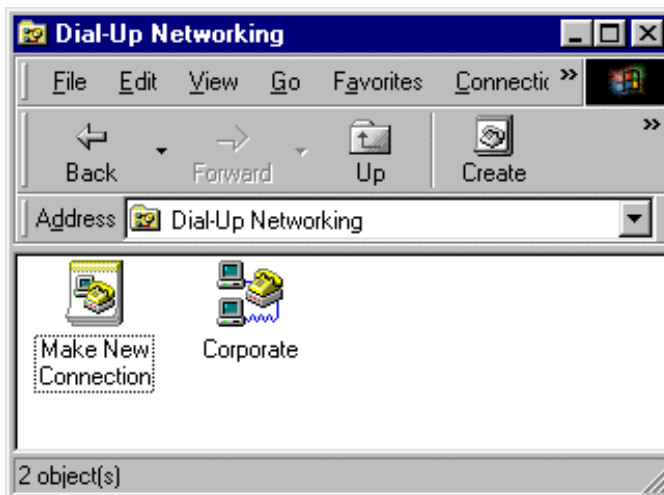 Dial-Up Networking
File Edit View Go Favorites Connectic »
Back Forward Up Create »
Address Dial-Up Networking
Make New Connection
Corporate
2 object(s)